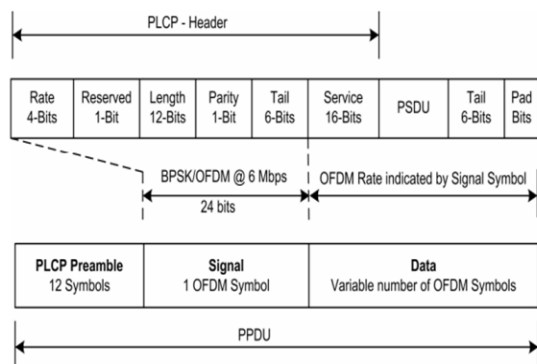 PLCP - Header
Rate Reserved Length Parity Tail Service PSDU Tail Pad
4-Bits 1-Bit 12-Bits 1-Bit 6-Bits 16-Bits 6-Bits Bits
BPSK/OFDM @ 6 Mbps OFDM Rate indicated by Signal Symbol
24 bits
PLCP Preamble Signal Data
12 Symbols 1 OFDM Symbol Variable number of OFDM Symbols
PPDU